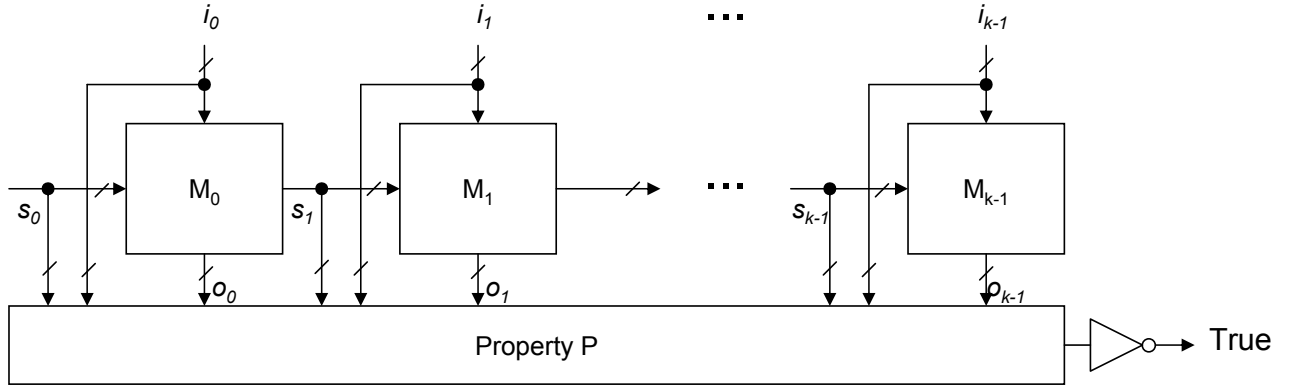 i₀ i₁ ... iₖ₋₁
M₀ M₁ ... Mₖ₋₁
s₀ s₁ sₖ₋₁
o₀ o₁ oₖ₋₁
Property P
True